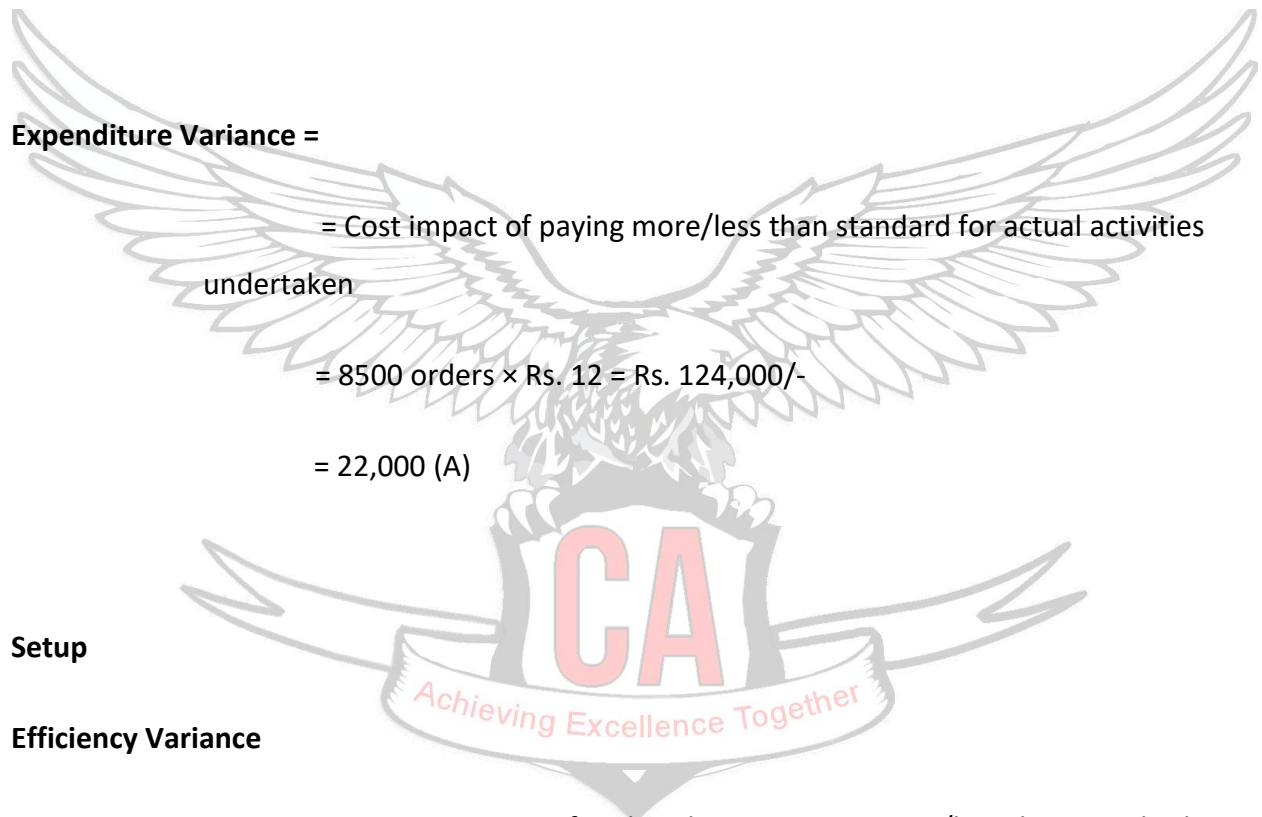 Expenditure Variance =
= Cost impact of paying more/less than standard for actual activities
undertaken
= 8500 orders × Rs. 12 = Rs. 124,000/-
= 22,000 (A)
CA
Setup
Achieving Excellence Together
Efficiency Variance